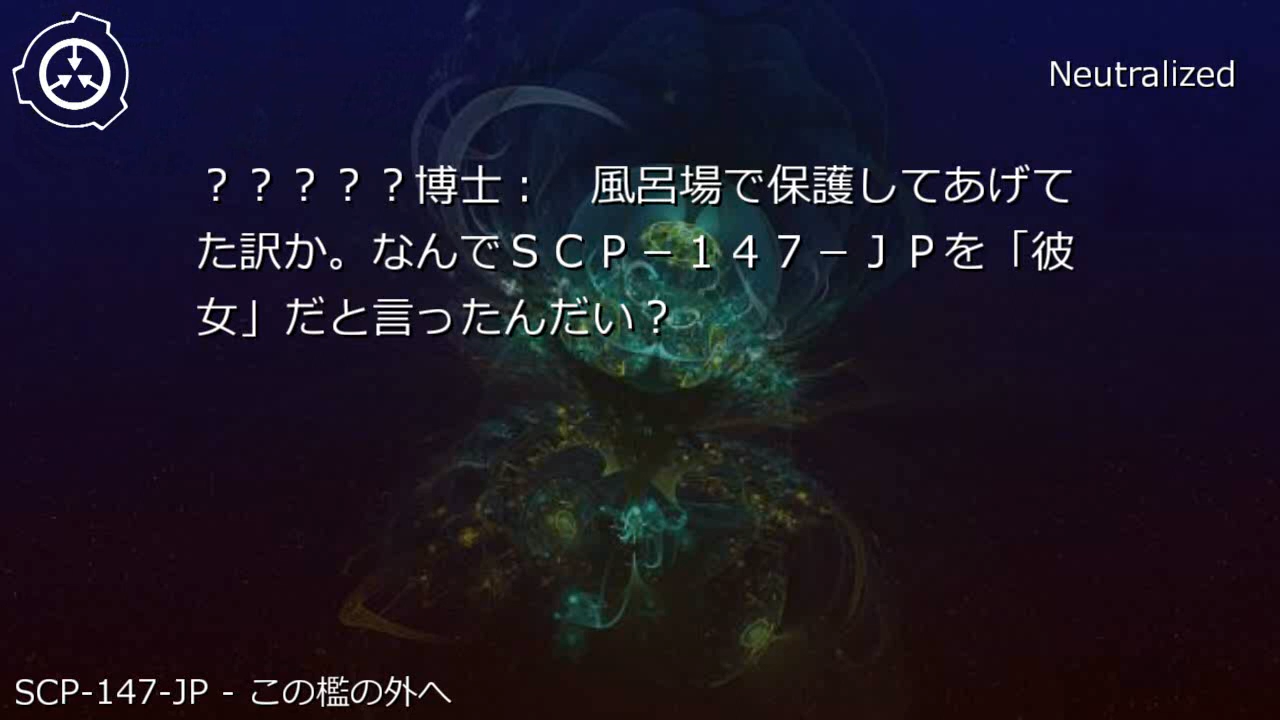 Neutralized
？？？？？博士：　風呂場で保護してあげて
た訳か。なんでＳＣＰ－１４７－ＪＰを「彼
女」だと言ったんだい？
SCP-147-JP - この檻の外へ